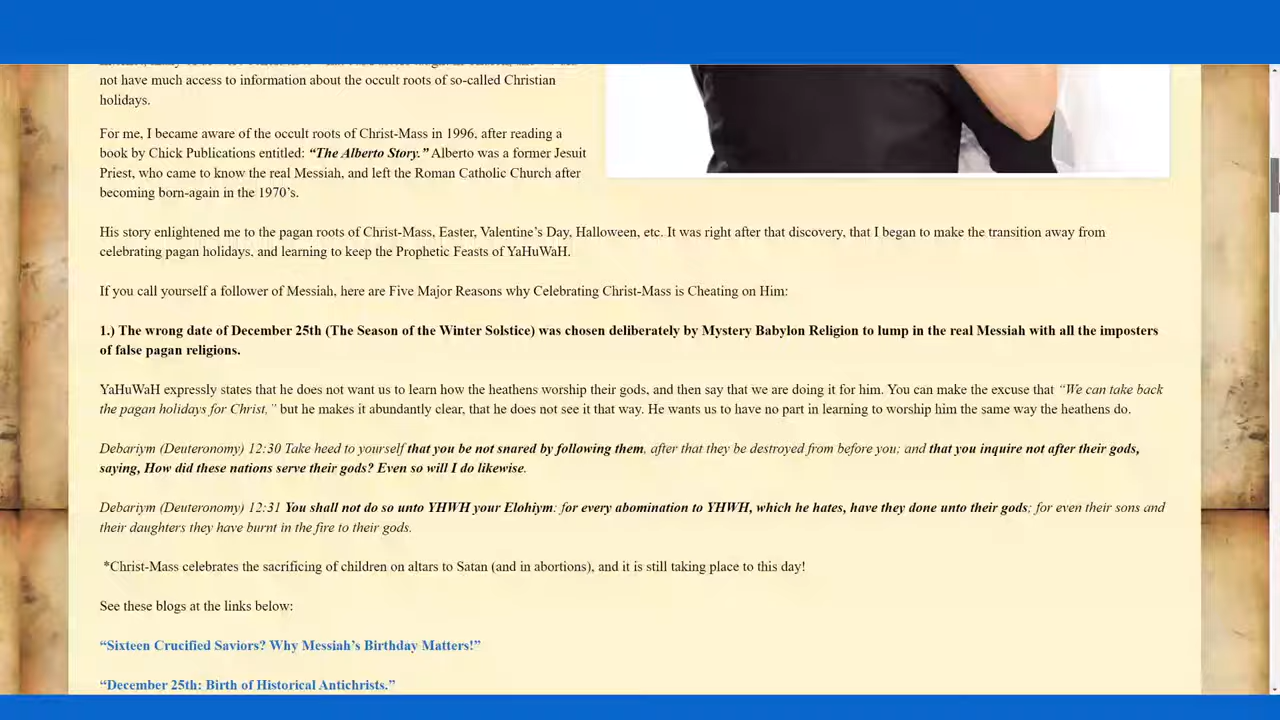 not have much access to information about the occult roots of so-called Christian
holidays.
For me, I became aware of the occult roots of Christ-Mass in 1996, after reading a
book by Chick Publications entitled: “The Alberto Story.” Alberto was a former Jesuit
Priest, who came to know the real Messiah, and left the Roman Catholic Church after
becoming born-again in the 1970’s.
His story enlightened me to the pagan roots of Christ-Mass, Easter, Valentine’s Day, Halloween, etc. It was right after that discovery, that I began to make the transition away from
celebrating pagan holidays, and learning to keep the Prophetic Feasts of YaHuWaH.
If you call yourself a follower of Messiah, here are Five Major Reasons why Celebrating Christ-Mass is Cheating on Him:
1.) The wrong date of December 25th (The Season of the Winter Solstice) was chosen deliberately by Mystery Babylon Religion to lump in the real Messiah with all the imposters
of false pagan religions.
YaHuWaH expressly states that he does not want us to learn how the heathens worship their gods, and then say that we are doing it for him. You can make the excuse that “We can take back
the pagan holidays for Christ,” but he makes it abundantly clear, that he does not see it that way. He wants us to have no part in learning to worship him the same way the heathens do.
Debariym (Deuteronomy) 12:30 Take heed to yourself that you be not snared by following them, after that they be destroyed from before you; and that you inquire not after their gods,
saying, How did these nations serve their gods? Even so will I do likewise.
Debariym (Deuteronomy) 12:31 You shall not do so unto YHWH your Elohiym: for every abomination to YHWH, which he hates, have they done unto their gods; for even their sons and
their daughters they have burnt in the fire to their gods.
*Christ-Mass celebrates the sacrificing of children on altars to Satan (and in abortions), and it is still taking place to this day!
See these blogs at the links below:
“Sixteen Crucified Saviors? Why Messiah’s Birthday Matters!”
“December 25th: Birth of Historical Antichrists.”